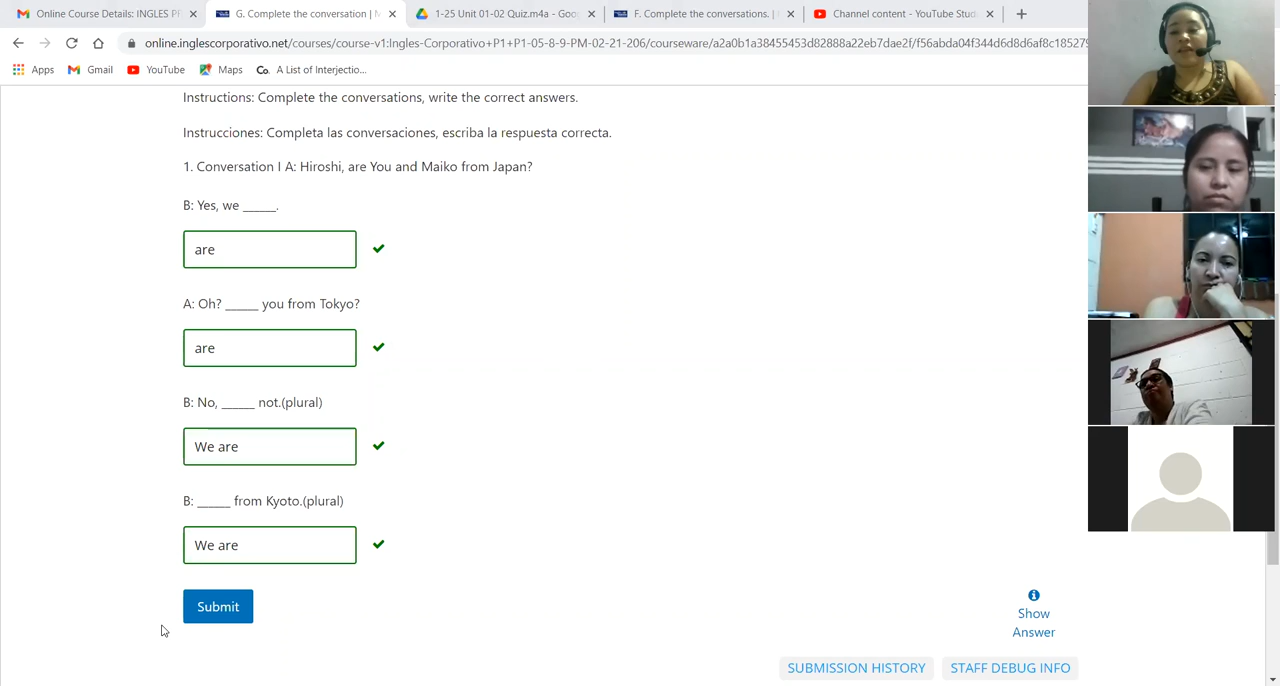 Online Course Details: INGLES P
G. Complete the conversation | M
1-25 Unit 01-02 Quiz.m4a - Goo
F. Complete the conversations. |
Channel content - YouTube Stud
online.inglescorporativo.net/courses/course-v1:Ingles-Corporativo+P1+P1-05-8-9-PM-02-21-206/courseware/a2a0b1a38455453d82888a22eb7dae2f/f56abda04f344d6d8d6af8c18527
Apps Gmail YouTube Maps Co. A List of Interjectio...
Instructions: Complete the conversations, write the correct answers.
Instrucciones: Completa las conversaciones, escriba la respuesta correcta.
1. Conversation I A: Hiroshi, are You and Maiko from Japan?
B: Yes, we _____.
are
A: Oh? _____ you from Tokyo?
are
B: No, _____ not.(plural)
We are
B: _____ from Kyoto.(plural)
We are
Submit
Show
Answer
SUBMISSION HISTORY STAFF DEBUG INFO